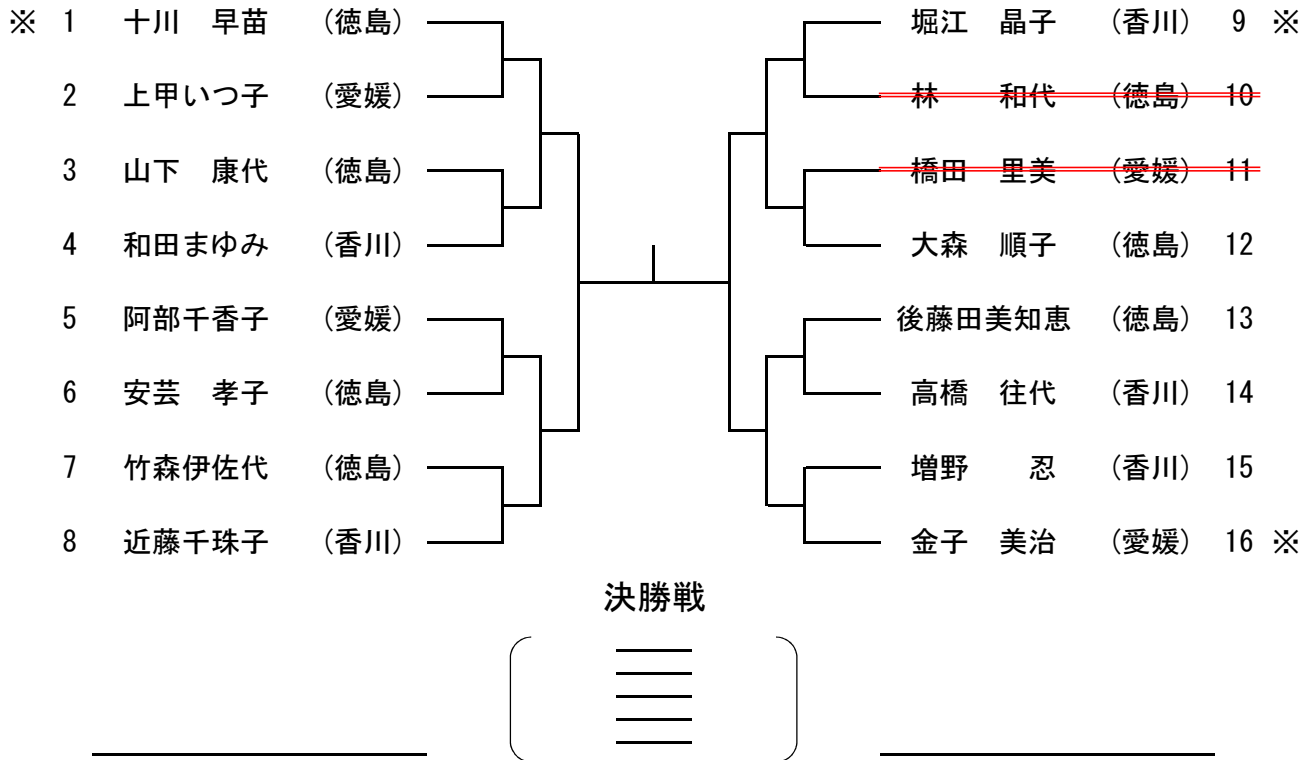 ※ 1 十川 早苗 (徳島)
2 上甲いつ子 (愛媛)
3 山下 康代 (徳島)
4 和田まゆみ (香川)
5 阿部千香子 (愛媛)
6 安芸 孝子 (徳島)
7 竹森伊佐代 (徳島)
8 近藤千珠子 (香川)
堀江 晶子 (香川) 9 ※
林 和代 (徳島) 10
橋田 里美 (愛媛) 11
大森 順子 (徳島) 12
後藤田美知恵 (徳島) 13
高橋 往代 (香川) 14
増野 忍 (香川) 15
金子 美治 (愛媛) 16 ※
決勝戦